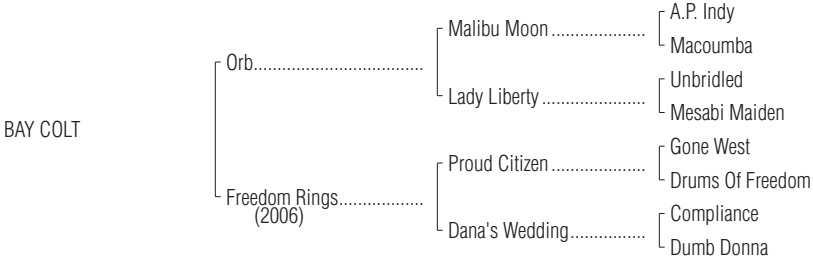 A.P. Indy
Malibu Moon .....................
Macoumba
Orb..................................
Unbridled
Lady Liberty ......................
Mesabi Maiden
BAY COLT
Gone West
Proud Citizen ....................
Drums Of Freedom
Freedom Rings.................
(2006)
Compliance
Dana's Wedding................
Dumb Donna